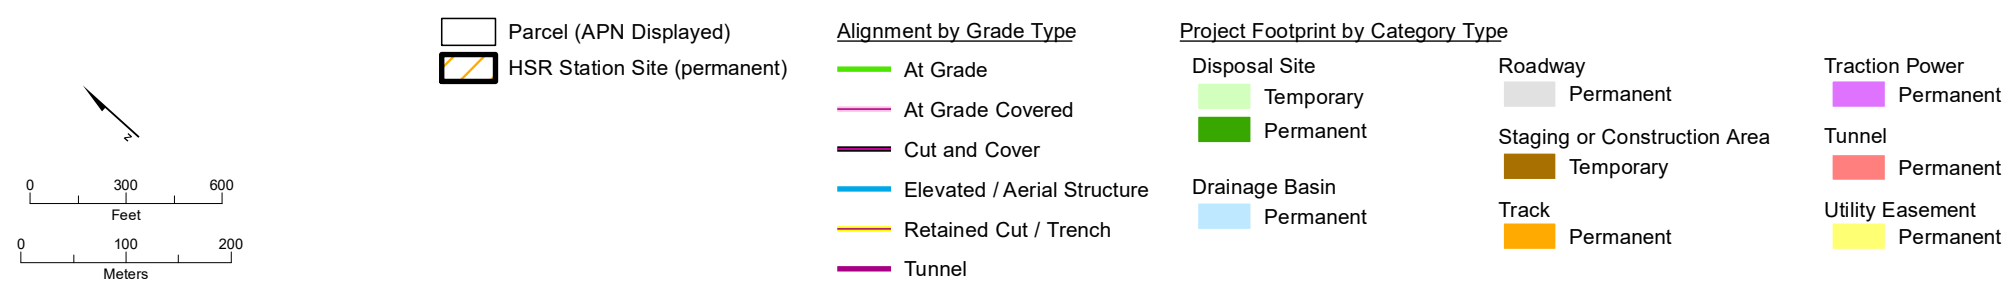 Parcel (APN Displayed)
HSR Station Site (permanent)
z
0 300 600
Feet
0 100 200
Meters
Alignment by Grade Type
At Grade
At Grade Covered
Cut and Cover
Elevated / Aerial Structure
Retained Cut / Trench
Tunnel
Project Footprint by Category Type
Disposal Site
Temporary
Permanent
Drainage Basin
Permanent
Roadway
Permanent
Staging or Construction Area
Temporary
Track
Permanent
Traction Power
Permanent
Tunnel
Permanent
Utility Easement
Permanent